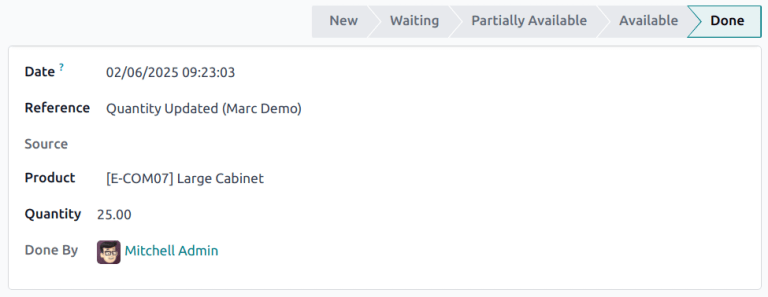 New Waiting Partially Available Available Done
Date ? 02/06/2025 09:23:03
Reference Quantity Updated (Marc Demo)
Source
Product [E-COM07] Large Cabinet
Quantity 25.00
Done By Mitchell Admin